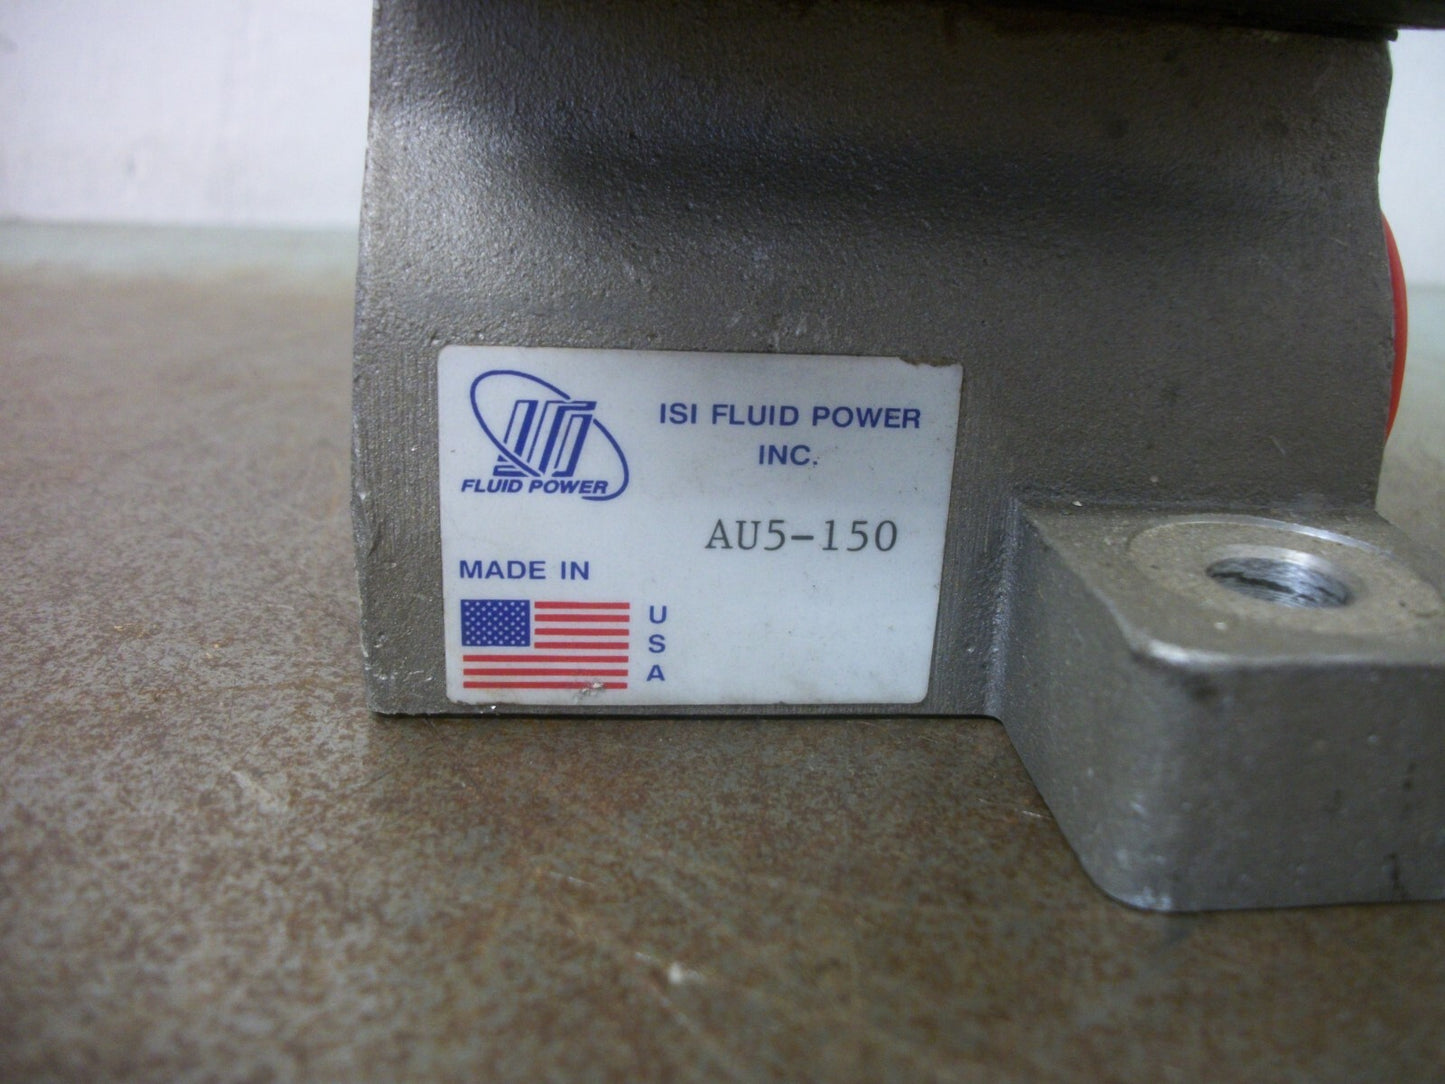 FLUID POWER
ISI FLUID POWER
INC.
AU5-150
MADE IN
U
S
A